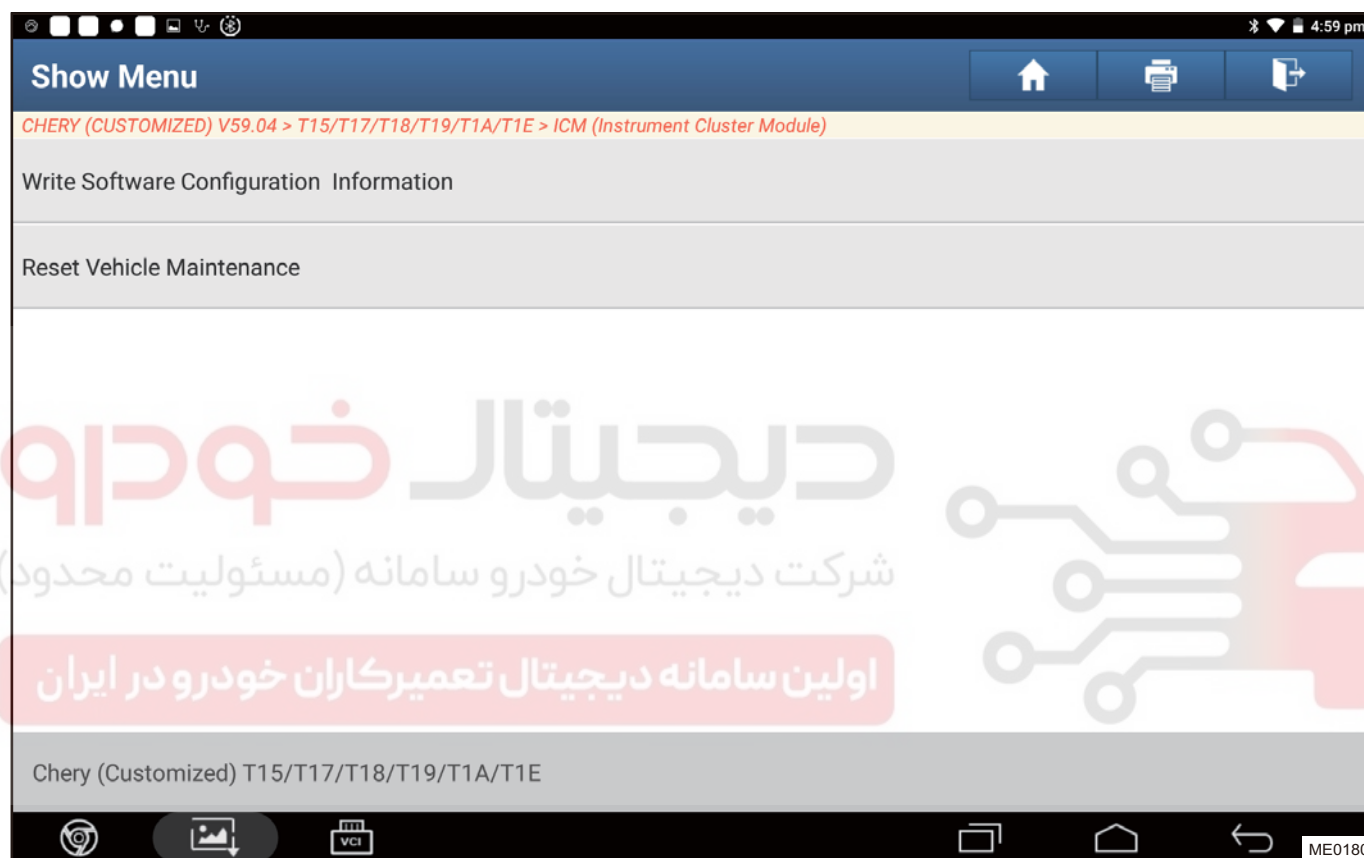 4:59 pm
Show Menu
CHERY (CUSTOMIZED) V59.04 > T15/T17/T18/T19/T1A/T1E > ICM (Instrument Cluster Module)
Write Software Configuration Information
Reset Vehicle Maintenance
دیجیتال خودرو
شرکت دیجیتال خودرو سامانه (مسئولیت محدود)
اولین سامانه دیجیتال تعمیرکاران خودرو در ایران
Chery (Customized) T15/T17/T18/T19/T1A/T1E
VCI